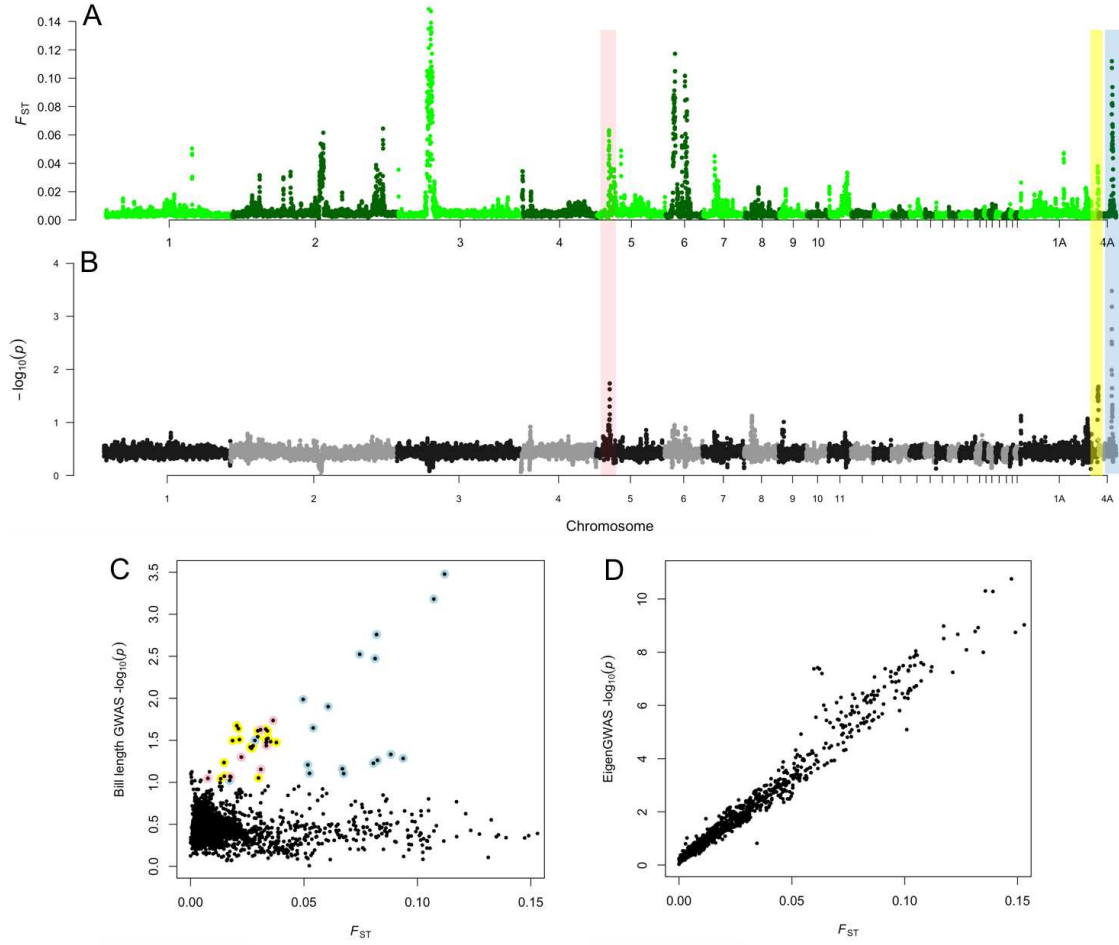 A
0.14
0.12
0.10
0.08
0.06
0.04
0.02
0.00
F_ST
1 2 3 4 5 6 7 8 9 10 1A 4A
B
4
3
2
1
0
−log₁₀(p)
1 2 3 4 5 6 7 8 9 10 11 1A 4A
Chromosome
C
3.5
3.0
2.5
2.0
1.5
1.0
0.5
0.0
Bill length GWAS -log₁₀(p)
0.00 0.05 0.10 0.15
F_ST
D
10
8
6
4
2
0
EigenGWAS -log₁₀(p)
0.00 0.05 0.10 0.15
F_ST